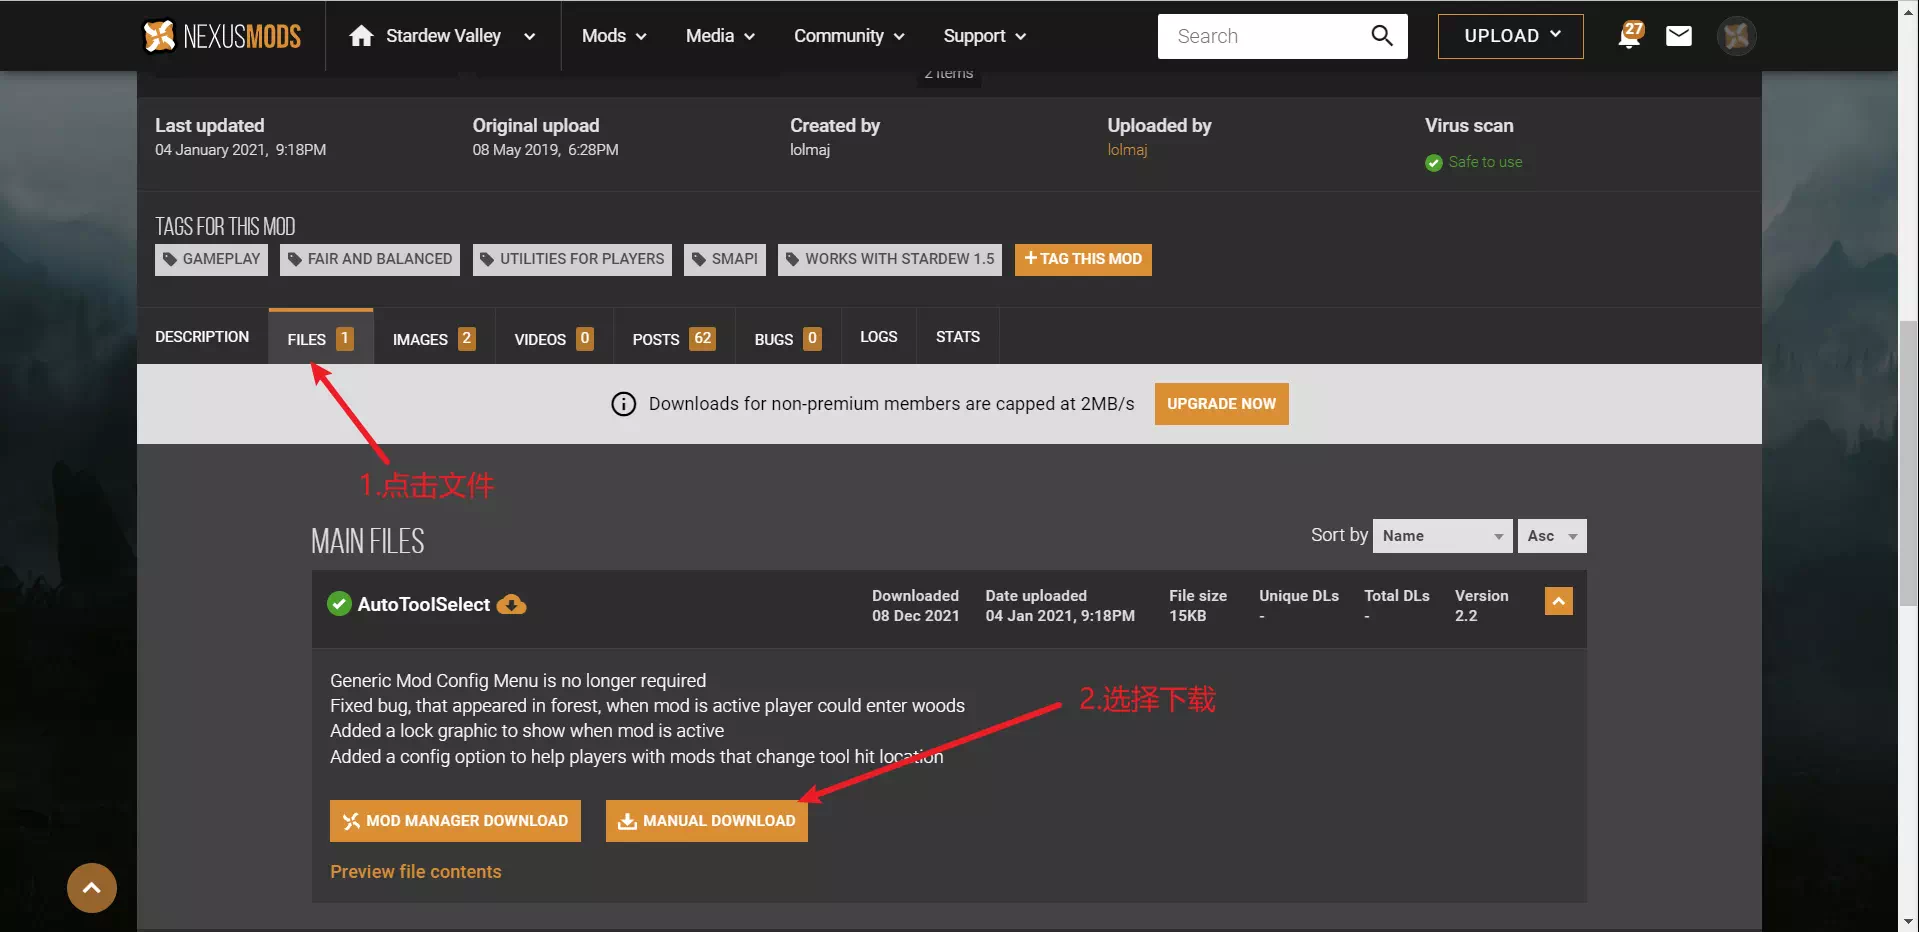 NEXUSMODS Stardew Valley Mods Media Community Support Search UPLOAD 27
2 items
Last updated Original upload Created by Uploaded by Virus scan
04 January 2021, 9:18PM 08 May 2019, 6:28PM lolmaj lolmaj Safe to use
TAGS FOR THIS MOD
GAMEPLAY FAIR AND BALANCED UTILITIES FOR PLAYERS SMAPI WORKS WITH STARDEW 1.5 +TAG THIS MOD
DESCRIPTION FILES 1 IMAGES 2 VIDEOS 0 POSTS 62 BUGS 0 LOGS STATS
Downloads for non-premium members are capped at 2MB/s UPGRADE NOW
1.点击文件
MAIN FILES Sort by Name Asc
AutoToolSelect Downloaded Date uploaded File size Unique DLs Total DLs Version
08 Dec 2021 04 Jan 2021, 9:18PM 15KB - - 2.2
Generic Mod Config Menu is no longer required
2.选择下载
Fixed bug, that appeared in forest, when mod is active player could enter woods
Added a lock graphic to show when mod is active
Added a config option to help players with mods that change tool hit location
MOD MANAGER DOWNLOAD MANUAL DOWNLOAD
Preview file contents